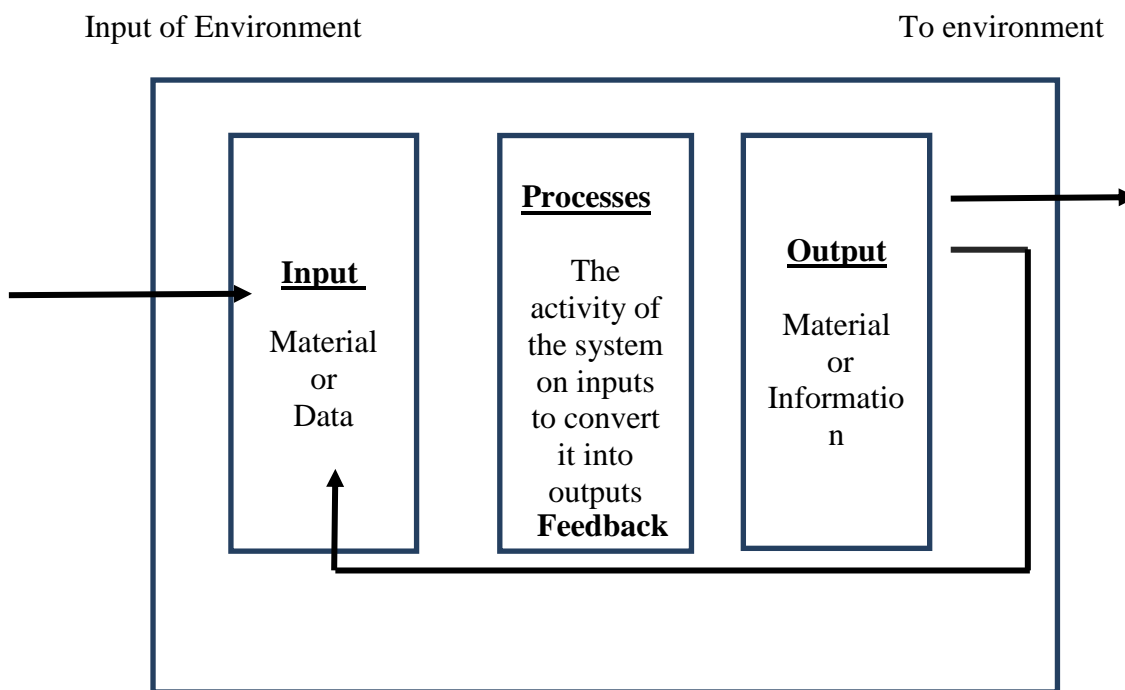 Input of Environment
To environment
Input
Material
or
Data
Processes
The
activity of
the system
on inputs
to convert
it into
outputs
Feedback
Output
Material
or
Informatio
n